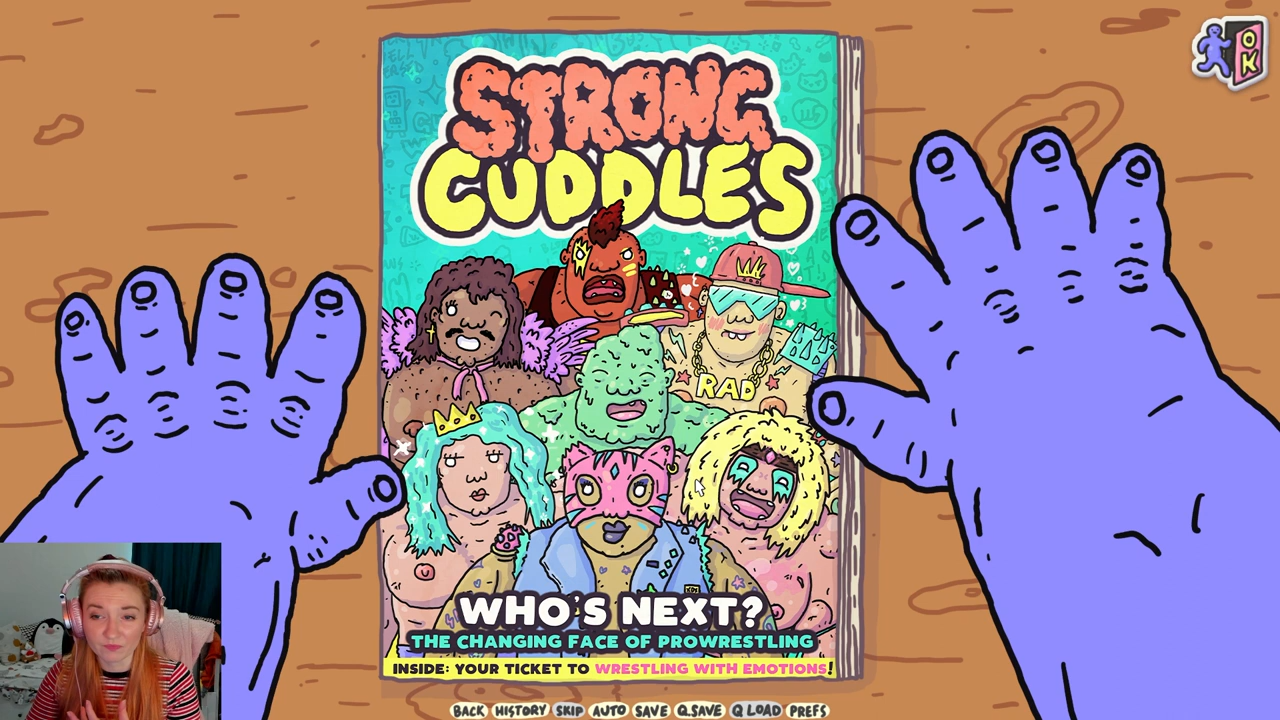 OK
STRONG
CUDDLES
RAD
WHO'S NEXT?
THE CHANGING FACE OF PROWRESTLING
INSIDE: YOUR TICKET TO WRESTLING WITH EMOTIONS!
BACK HISTORY SKIP AUTO SAVE Q.SAVE Q.LOAD PREFS